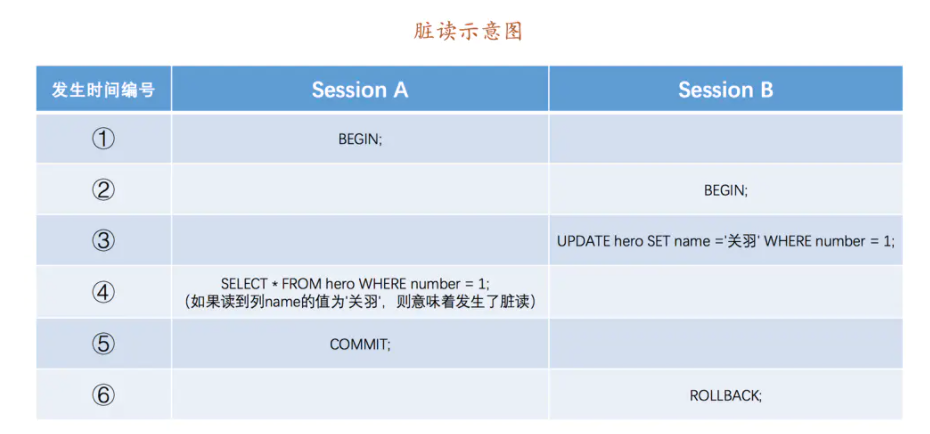 脏读示意图
发生时间编号 Session A Session B
① BEGIN;
② BEGIN;
③ UPDATE hero SET name ='关羽' WHERE number = 1;
④ SELECT * FROM hero WHERE number = 1;
（如果读到列name的值为'关羽'，则意味着发生了脏读）
⑤ COMMIT;
⑥ ROLLBACK;